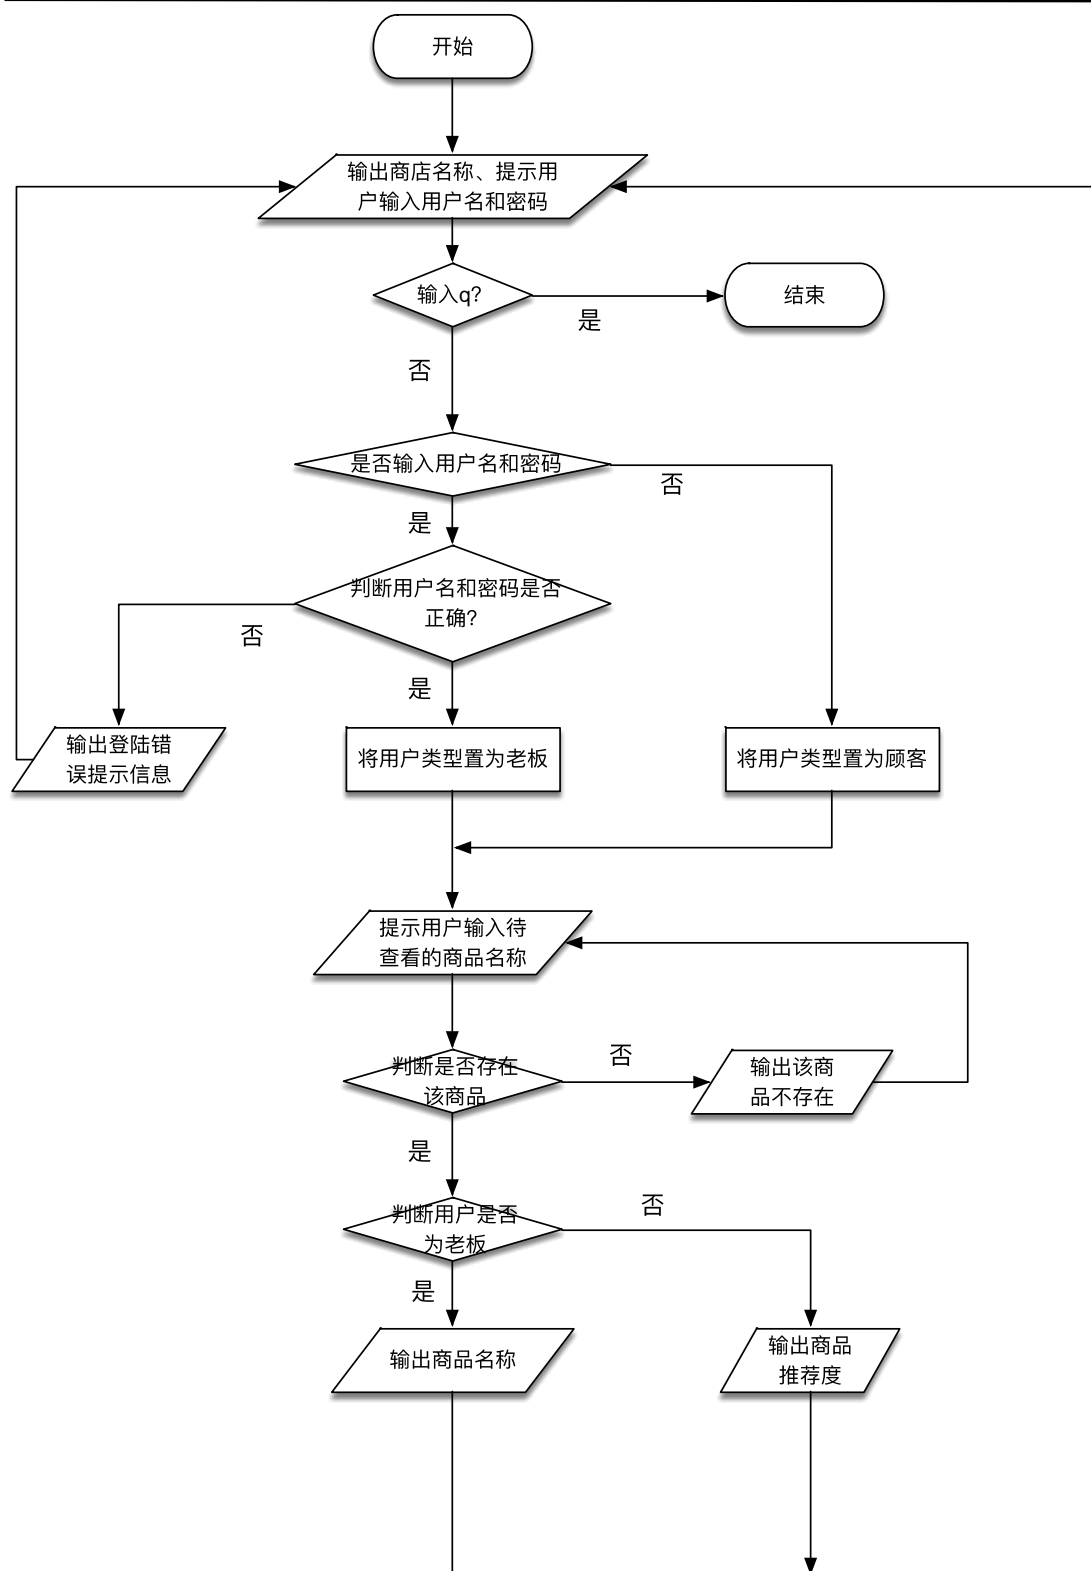 开始
输出商店名称、提示用
户输入用户名和密码
输入q?
结束
是
否
是否输入用户名和密码
否
是
判断用户名和密码是否
正确?
否
是
输出登陆错
误提示信息
将用户类型置为老板
将用户类型置为顾客
提示用户输入待
查看的商品名称
判断是否存在
该商品
否
输出该商
品不存在
是
判断用户是否
为老板
否
是
输出商品名称
输出商品
推荐度